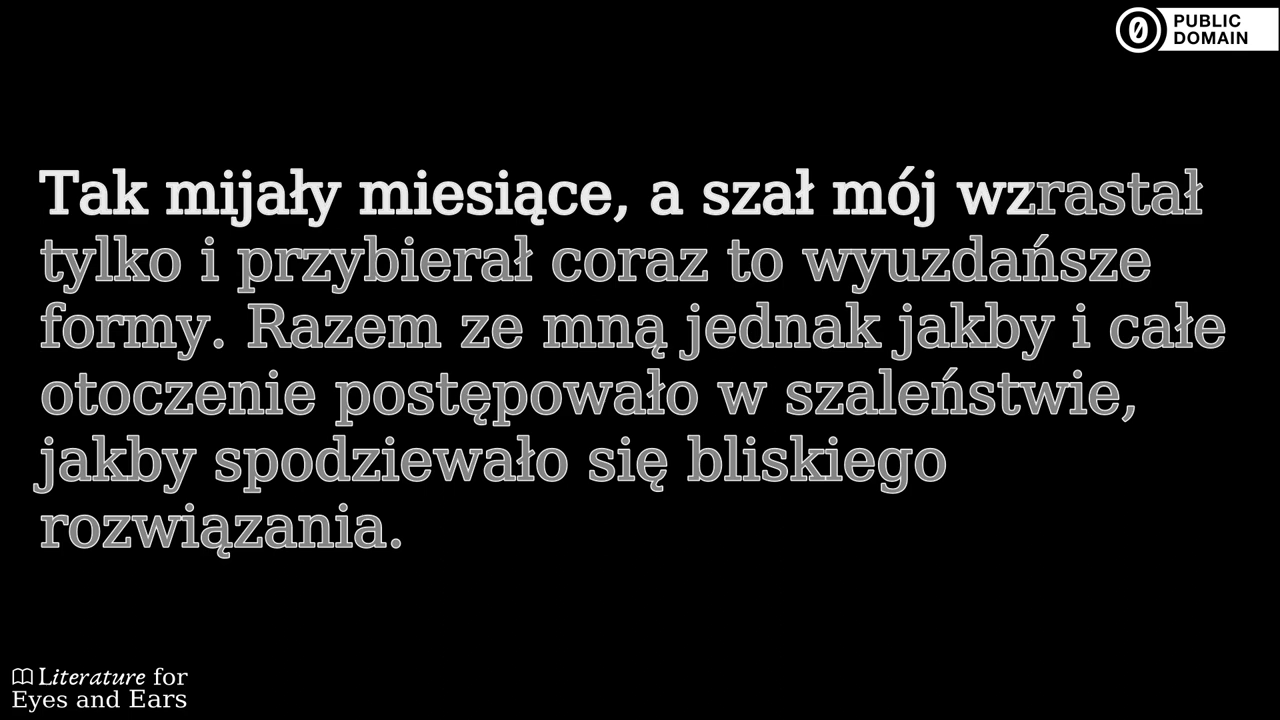 PUBLIC
DOMAIN
Tak mijały miesiące, a szał mój wzrastał
tylko i przybierał coraz to wyuzdańsze
formy. Razem ze mną jednak jakby i całe
otoczenie postępowało w szaleństwie,
jakby spodziewało się bliskiego
rozwiązania.
Literature for
Eyes and Ears